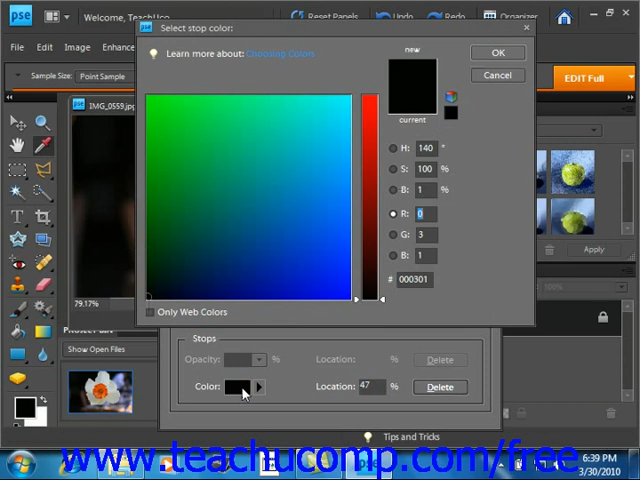 pse Welcome, TeachUco Reset Panels Undo Redo Organizer
File Edit Image Enhance
Select stop color:
Learn more about: Choosing Colors
new
current
OK
Cancel
Sample Size: Point Sample
EDIT Full
pse IMG_0559.jpg
H: 140 °
S: 100 %
B: 1 %
R: 0
G: 3
B: 1
# 000301
Only Web Colors
Apply
100%
79.17%
Show Open Files
Stops
Opacity: % Location: % Delete
Color: Location: 47 % Delete
Tips and Tricks
6:39 PM
3/30/2010
www.teachucomp.com/free